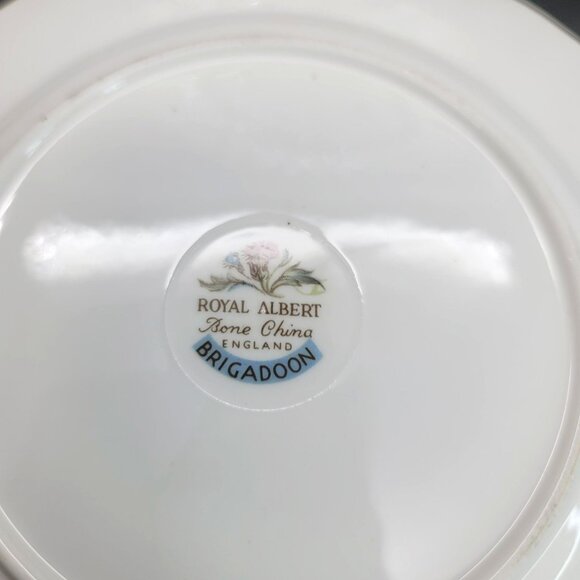 ROYAL ALBERT
Bone China
ENGLAND
BRIGADOON